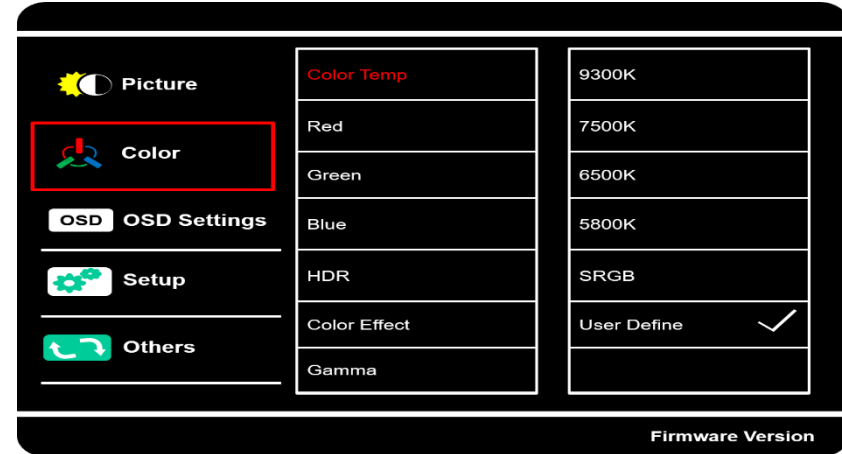 Picture
Color
OSD OSD Settings
Setup
Others
Color Temp
Red
Green
Blue
HDR
Color Effect
Gamma
9300K
7500K
6500K
5800K
SRGB
User Define
Firmware Version